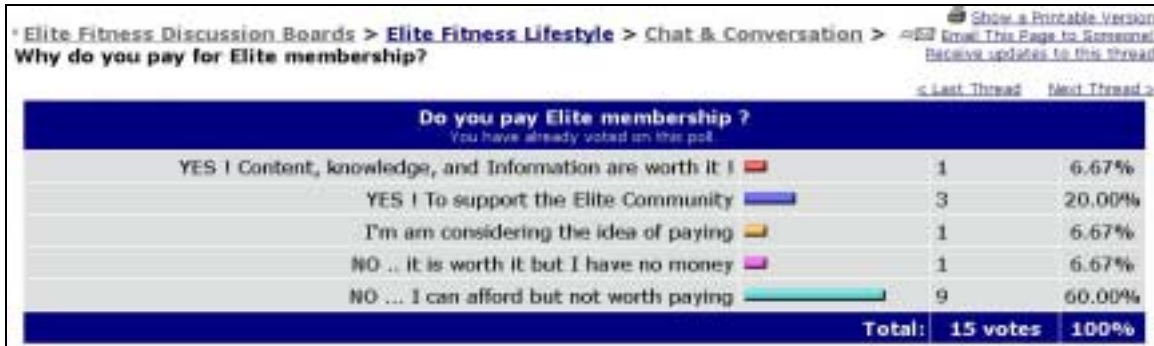 Show a Printable Version
Elite Fitness Discussion Boards > Elite Fitness Lifestyle > Chat & Conversation > Email This Page to Someone!
Why do you pay for Elite membership? Receive updates to this thread
< Last Thread Next Thread >
Do you pay Elite membership ?
You have already voted on this poll.
YES ! Content, knowledge, and Information are worth it ! 1 6.67%
YES ! To support the Elite Community 3 20.00%
I'm am considering the idea of paying 1 6.67%
NO .. it is worth it but I have no money 1 6.67%
NO ... I can afford but not worth paying 9 60.00%
Total: 15 votes 100%